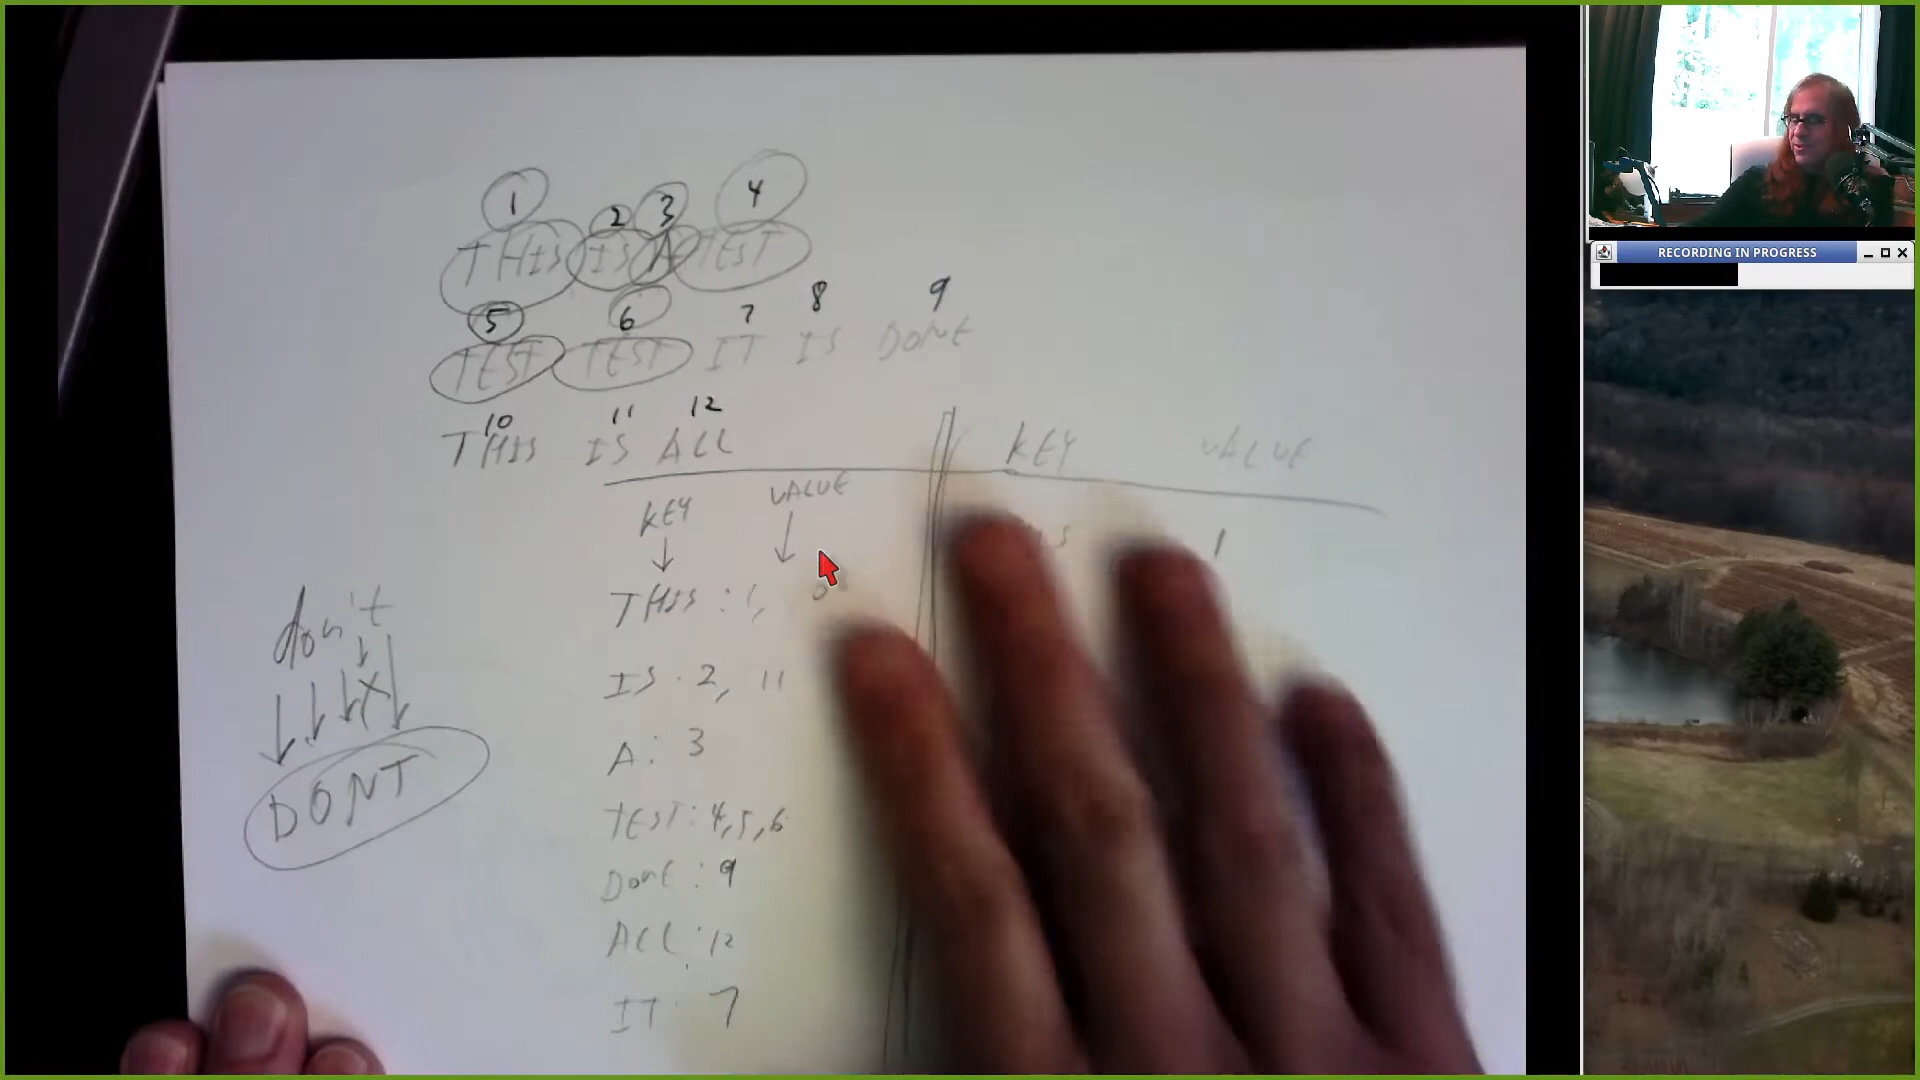 1 2 3 4
THIS IS A TEST
5 6 7 8 9
TEST TEST IT IS DONE
10 11 12
THIS IS ALL
KEY VALUE
KEY VALUE
THIS : 1,
1
IS : 2, 11
A : 3
TEST : 4, 5, 6
DONE : 9
ALL : 12
IT : 7
don't
DONT
RECORDING IN PROGRESS